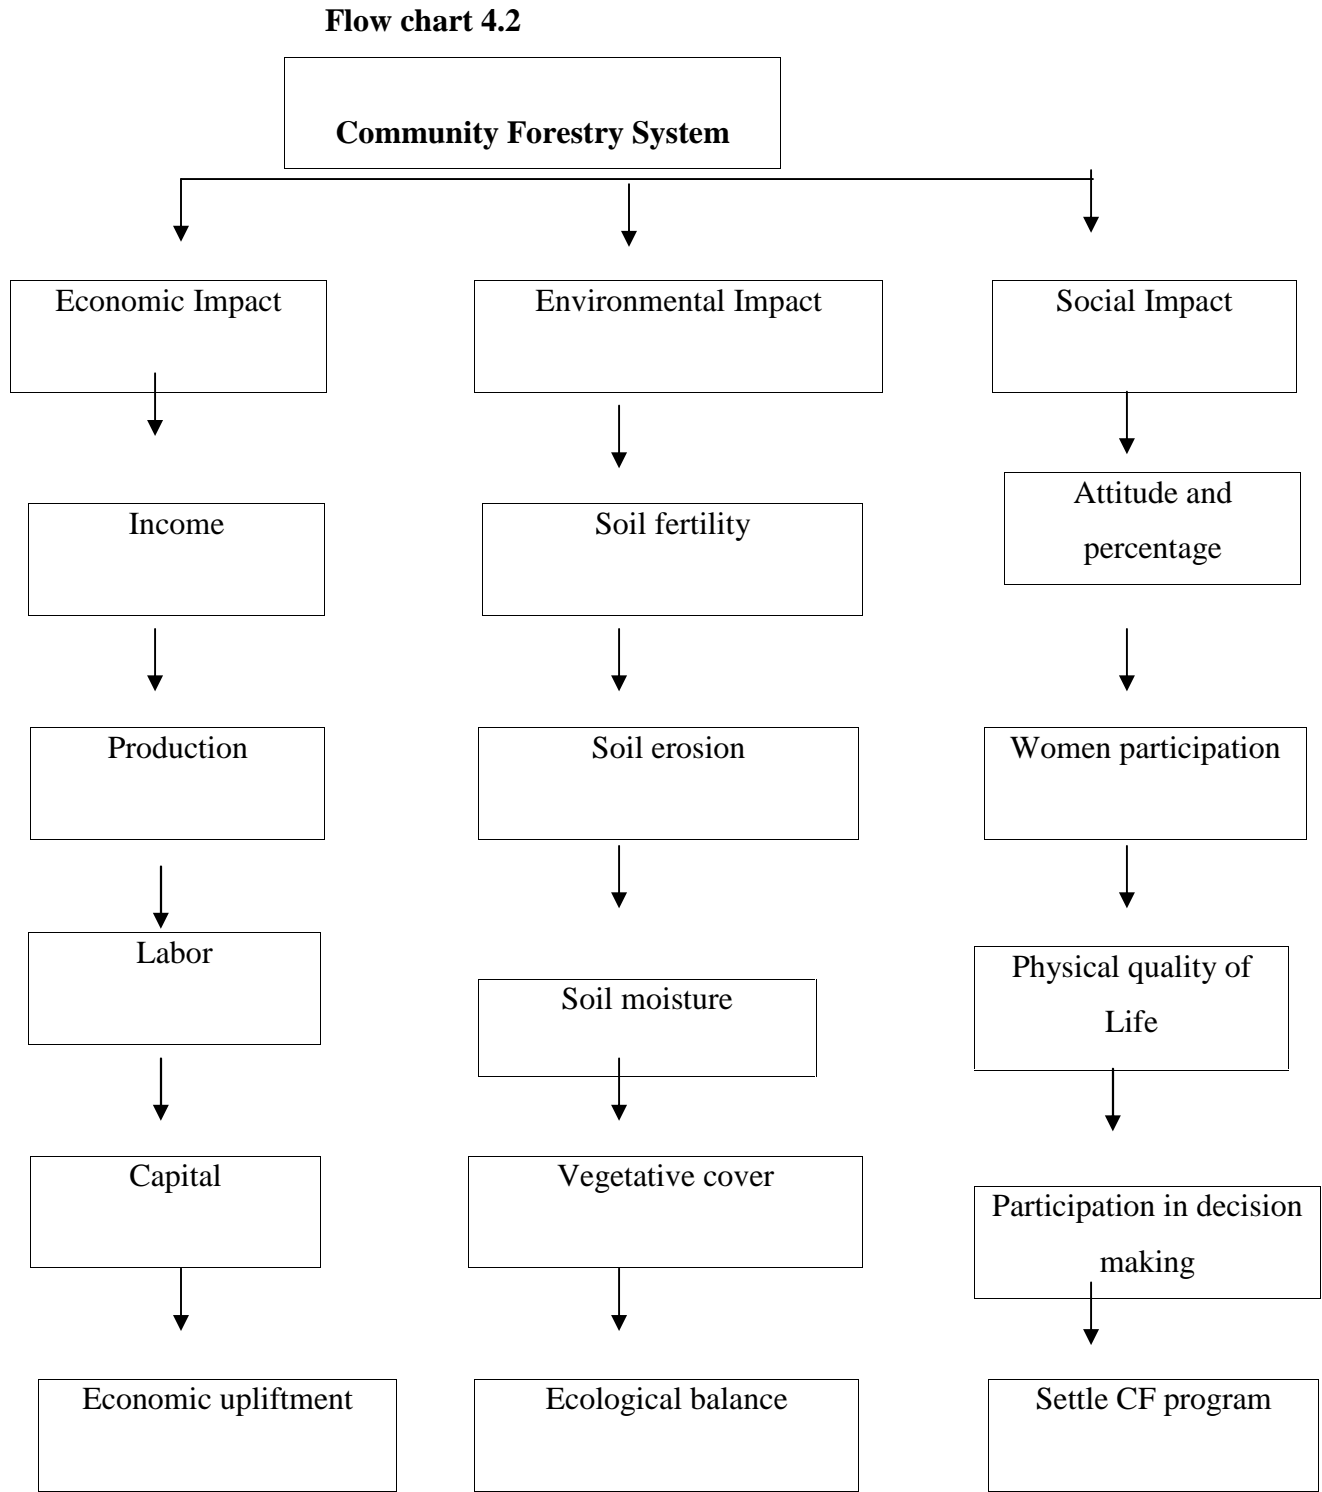 Flow chart 4.2
Community Forestry System
Economic Impact
Environmental Impact
Social Impact
Income
Soil fertility
Attitude and
percentage
Production
Soil erosion
Women participation
Labor
Soil moisture
Physical quality of
Life
Capital
Vegetative cover
Participation in decision
making
Economic upliftment
Ecological balance
Settle CF program